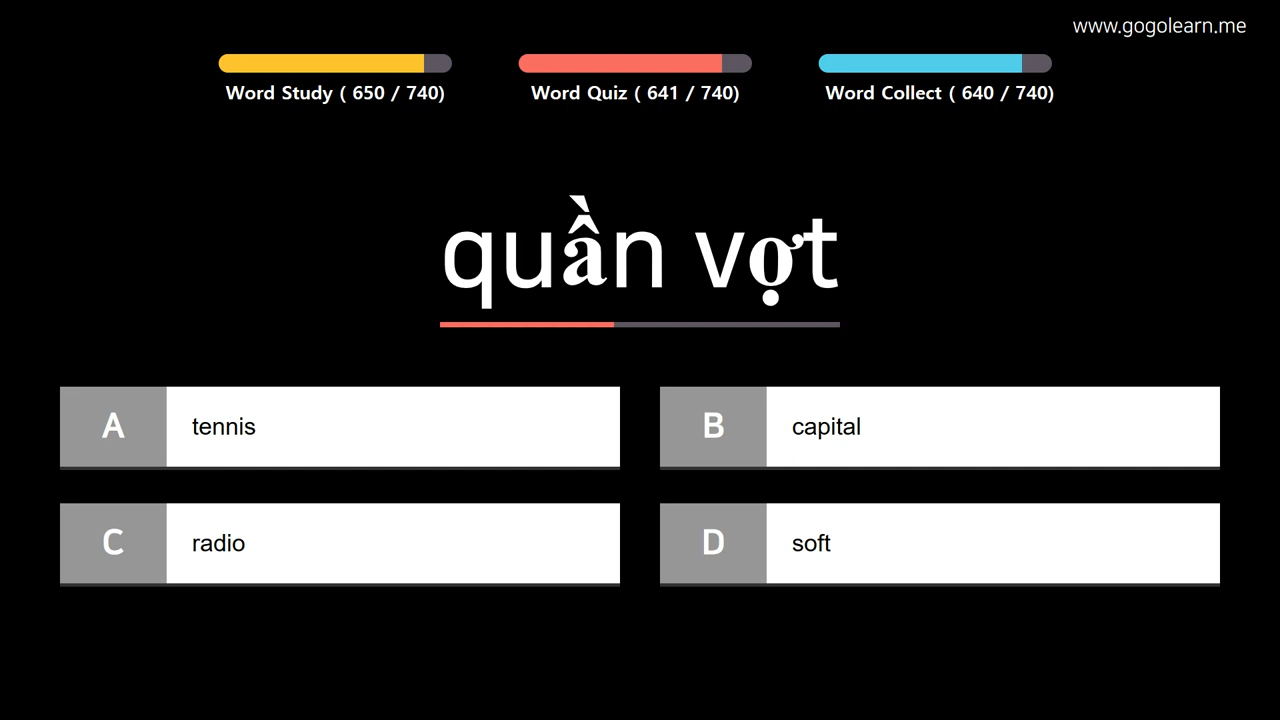 www.gogolearn.me
Word Study ( 650 / 740)
Word Quiz ( 641 / 740)
Word Collect ( 640 / 740)
quần vợt
A tennis
B capital
C radio
D soft